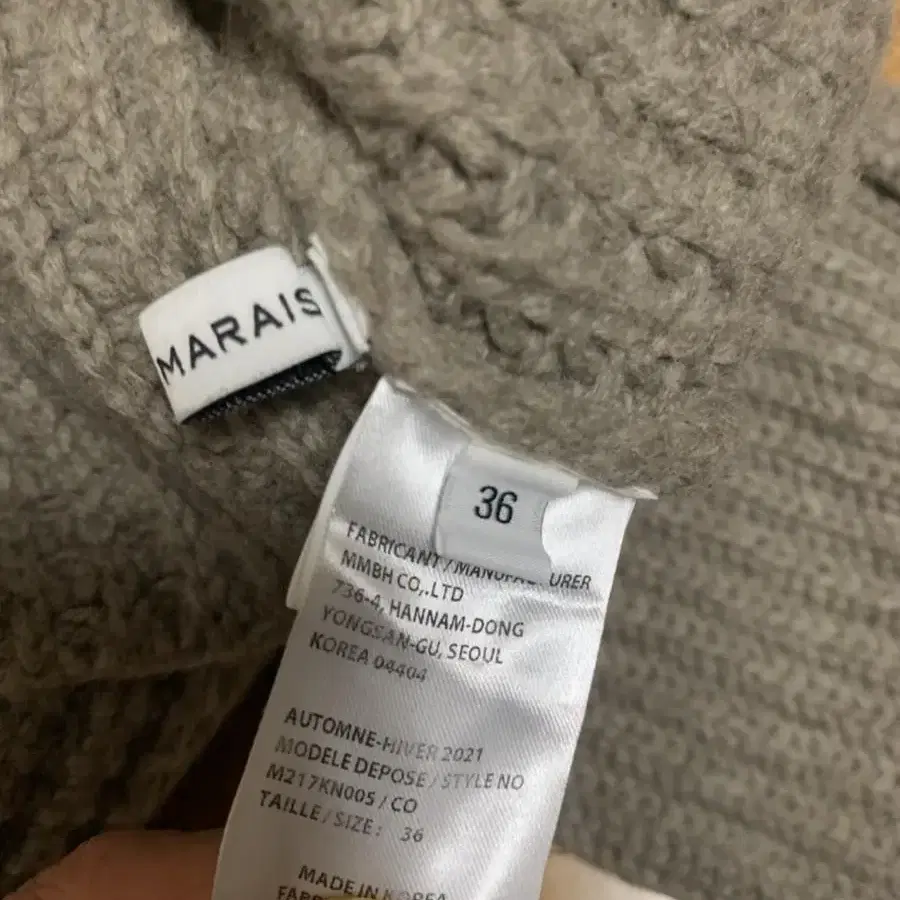 MARAIS
36
FABRICANT / MANUFACTURER
MMBH CO,.LTD
736-4, HANNAM-DONG
YONGSAN-GU, SEOUL
KOREA 04404
AUTOMNE-HIVER 2021
MODELE DEPOSE / STYLE NO
M217KN005 / CO
TAILLE / SIZE : 36
MADE IN KOREA